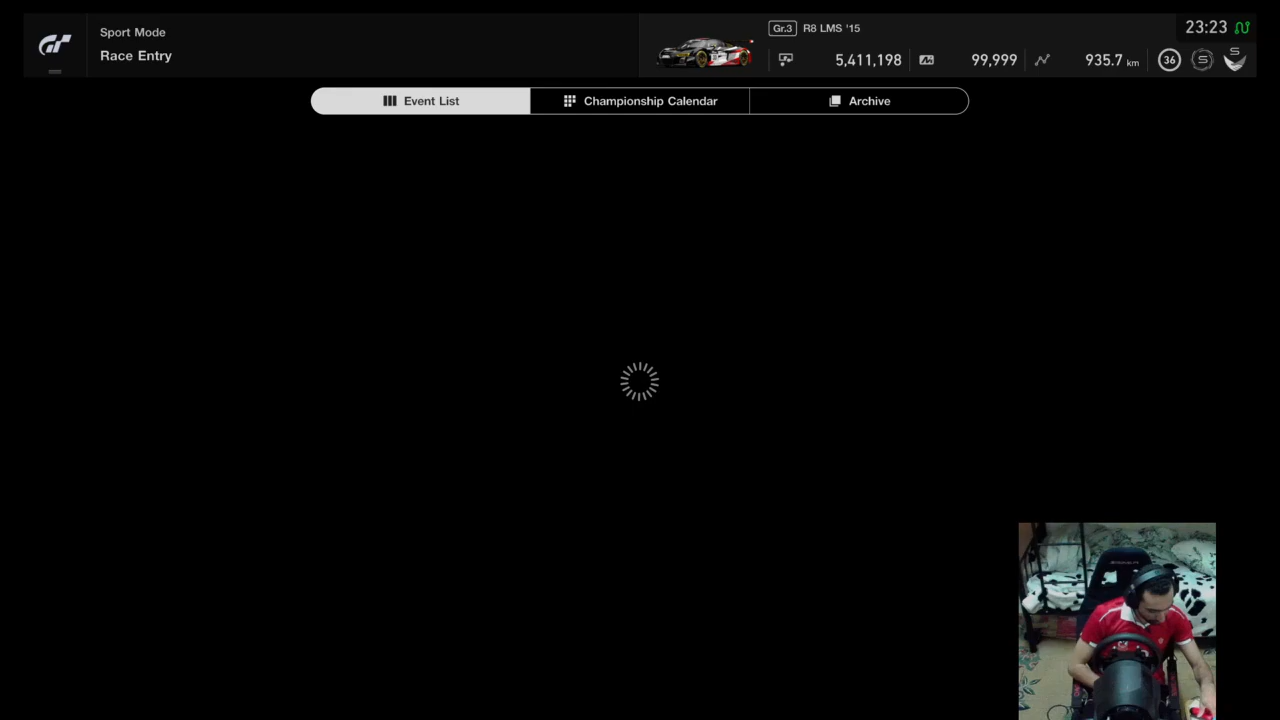 Sport Mode
Race Entry
Gr.3 R8 LMS '15
23:23
5,411,198
99,999
935.7 km
36
S
S
Event List
Championship Calendar
Archive